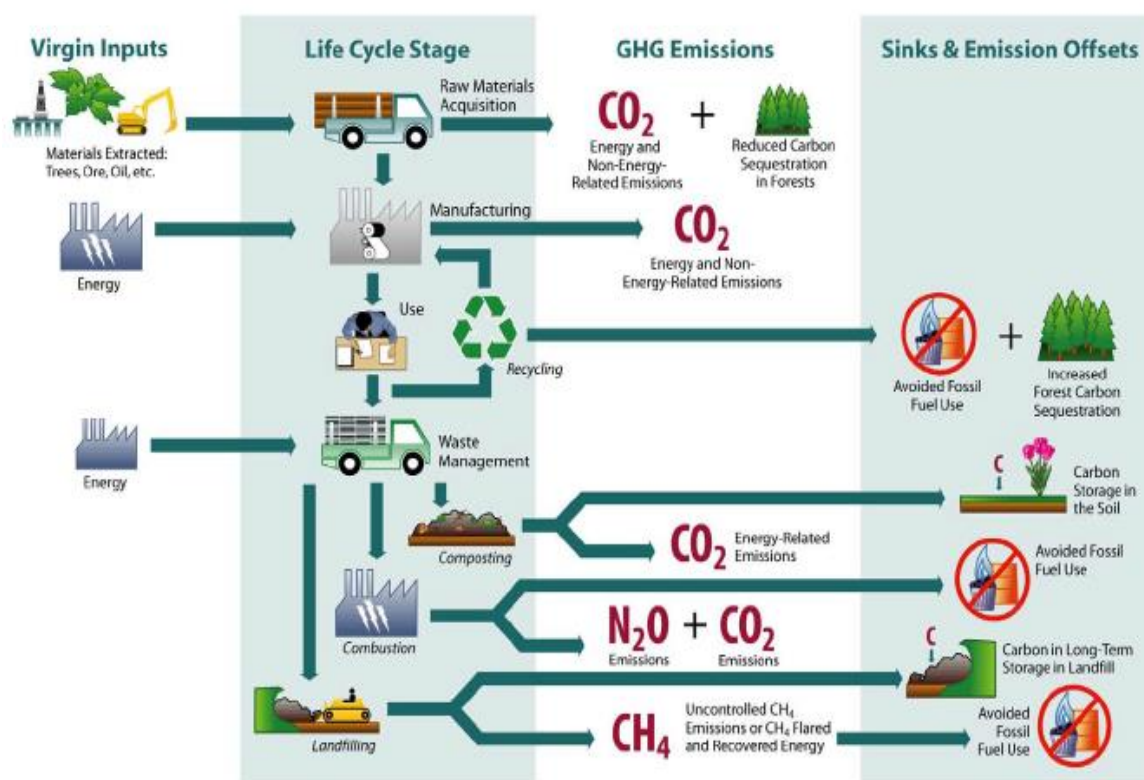 Virgin Inputs
Life Cycle Stage
GHG Emissions
Sinks & Emission Offsets
Materials Extracted:
Trees, Ore, Oil, etc.
Raw Materials
Acquisition
CO₂
Energy and
Non-Energy-
Related Emissions
+
Reduced Carbon
Sequestration
in Forests
Energy
Manufacturing
CO₂
Energy and Non-
Energy-Related Emissions
Use
Recycling
Avoided Fossil
Fuel Use
+
Increased
Forest Carbon
Sequestration
Energy
Waste
Management
Composting
C
Carbon
Storage in
the Soil
CO₂
Energy-Related
Emissions
Combustion
Avoided Fossil
Fuel Use
N₂O + CO₂
Emissions
Emissions
Landfilling
C
Carbon in Long-Term
Storage in Landfill
CH₄
Uncontrolled CH₄
Emissions or CH₄ Flared
and Recovered Energy
Avoided
Fossil
Fuel Use